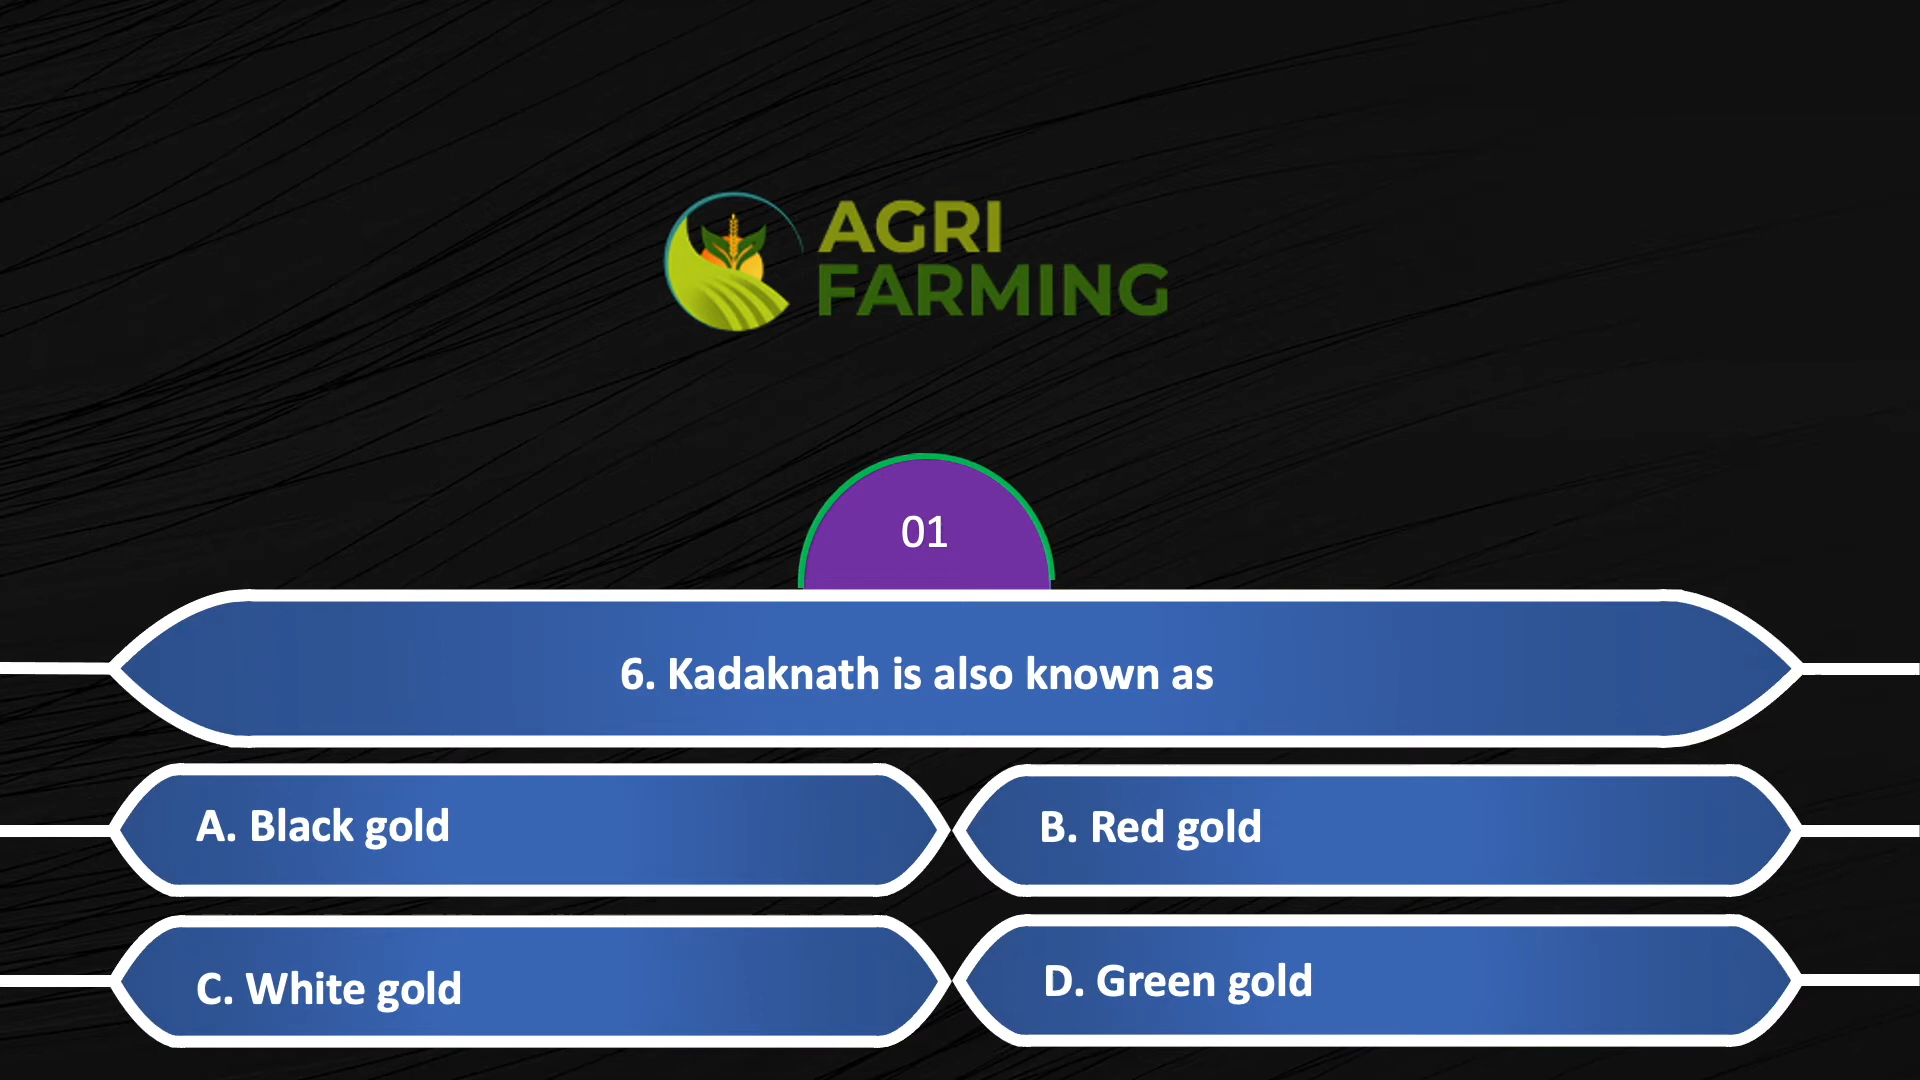 AGRI
FARMING
01
6. Kadaknath is also known as
A. Black gold
B. Red gold
C. White gold
D. Green gold